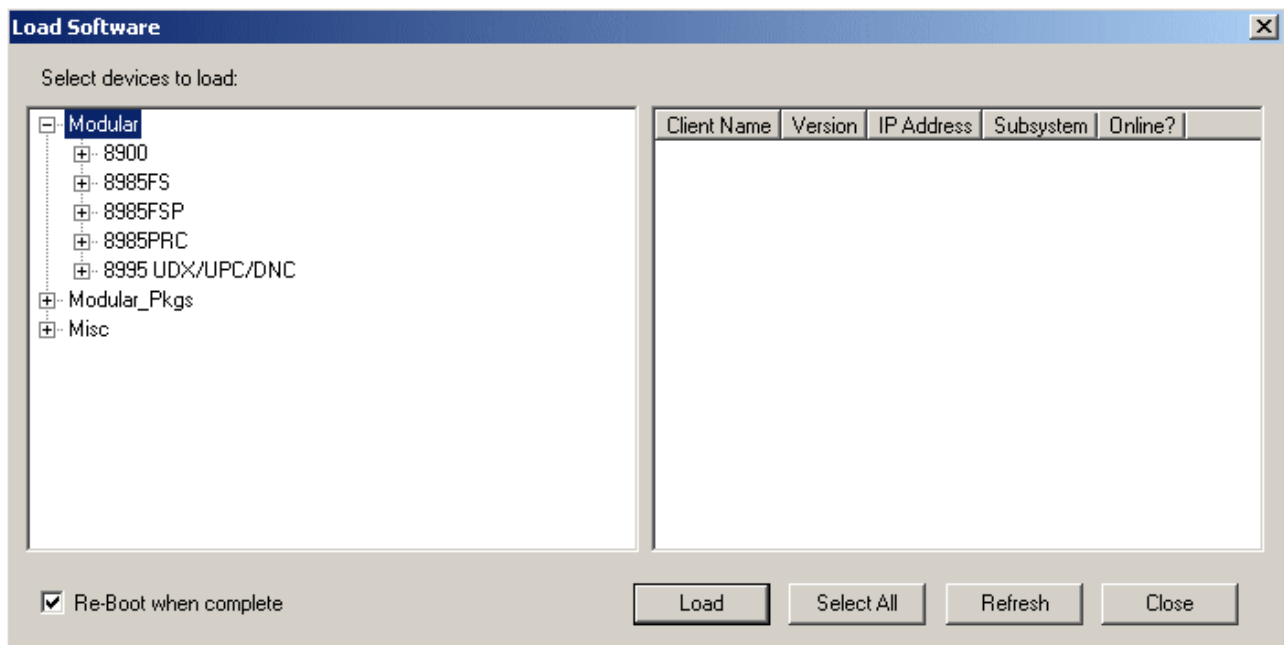 Load Software
Select devices to load:
Modular
8900
8985FS
8985FSP
8985PRC
8995 UDX/UPC/DNC
Modular_Pkgs
Misc
Client Name Version IP Address Subsystem Online?
Re-Boot when complete
Load Select All Refresh Close